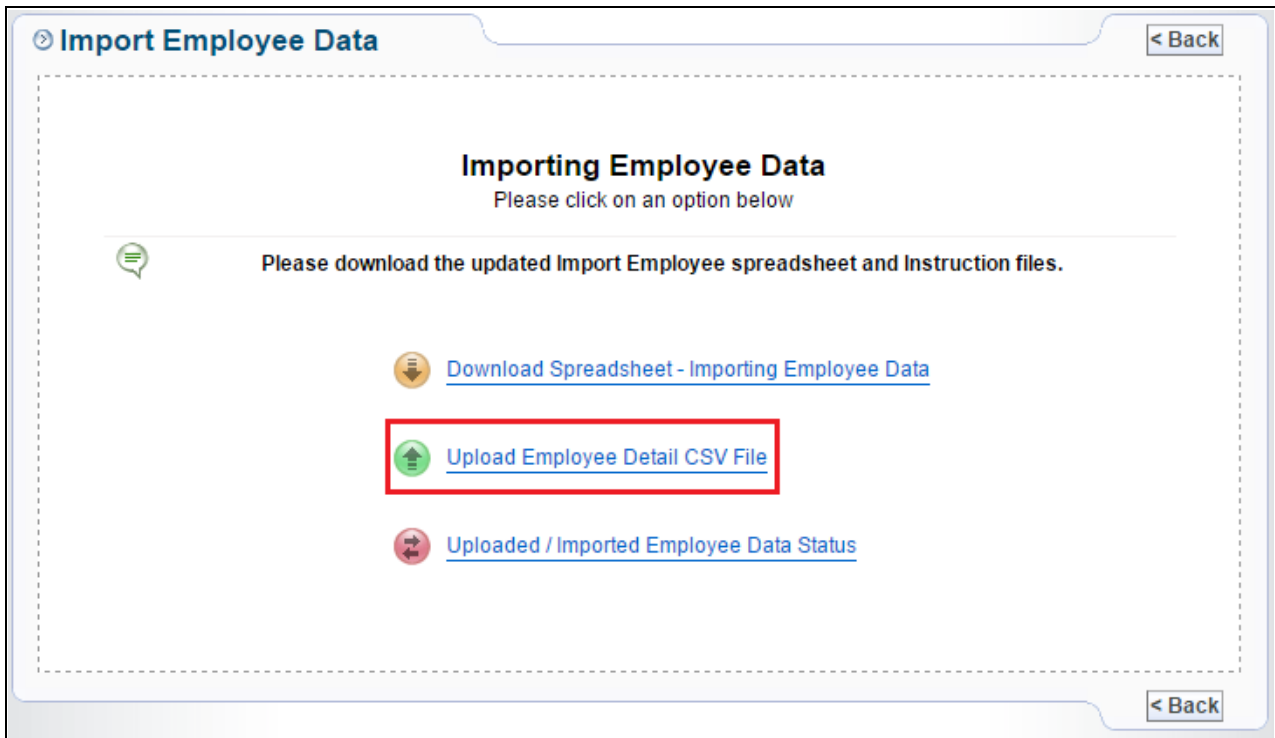 Import Employee Data
< Back
Importing Employee Data
Please click on an option below
Please download the updated Import Employee spreadsheet and Instruction files.
Download Spreadsheet - Importing Employee Data
Upload Employee Detail CSV File
Uploaded / Imported Employee Data Status
< Back